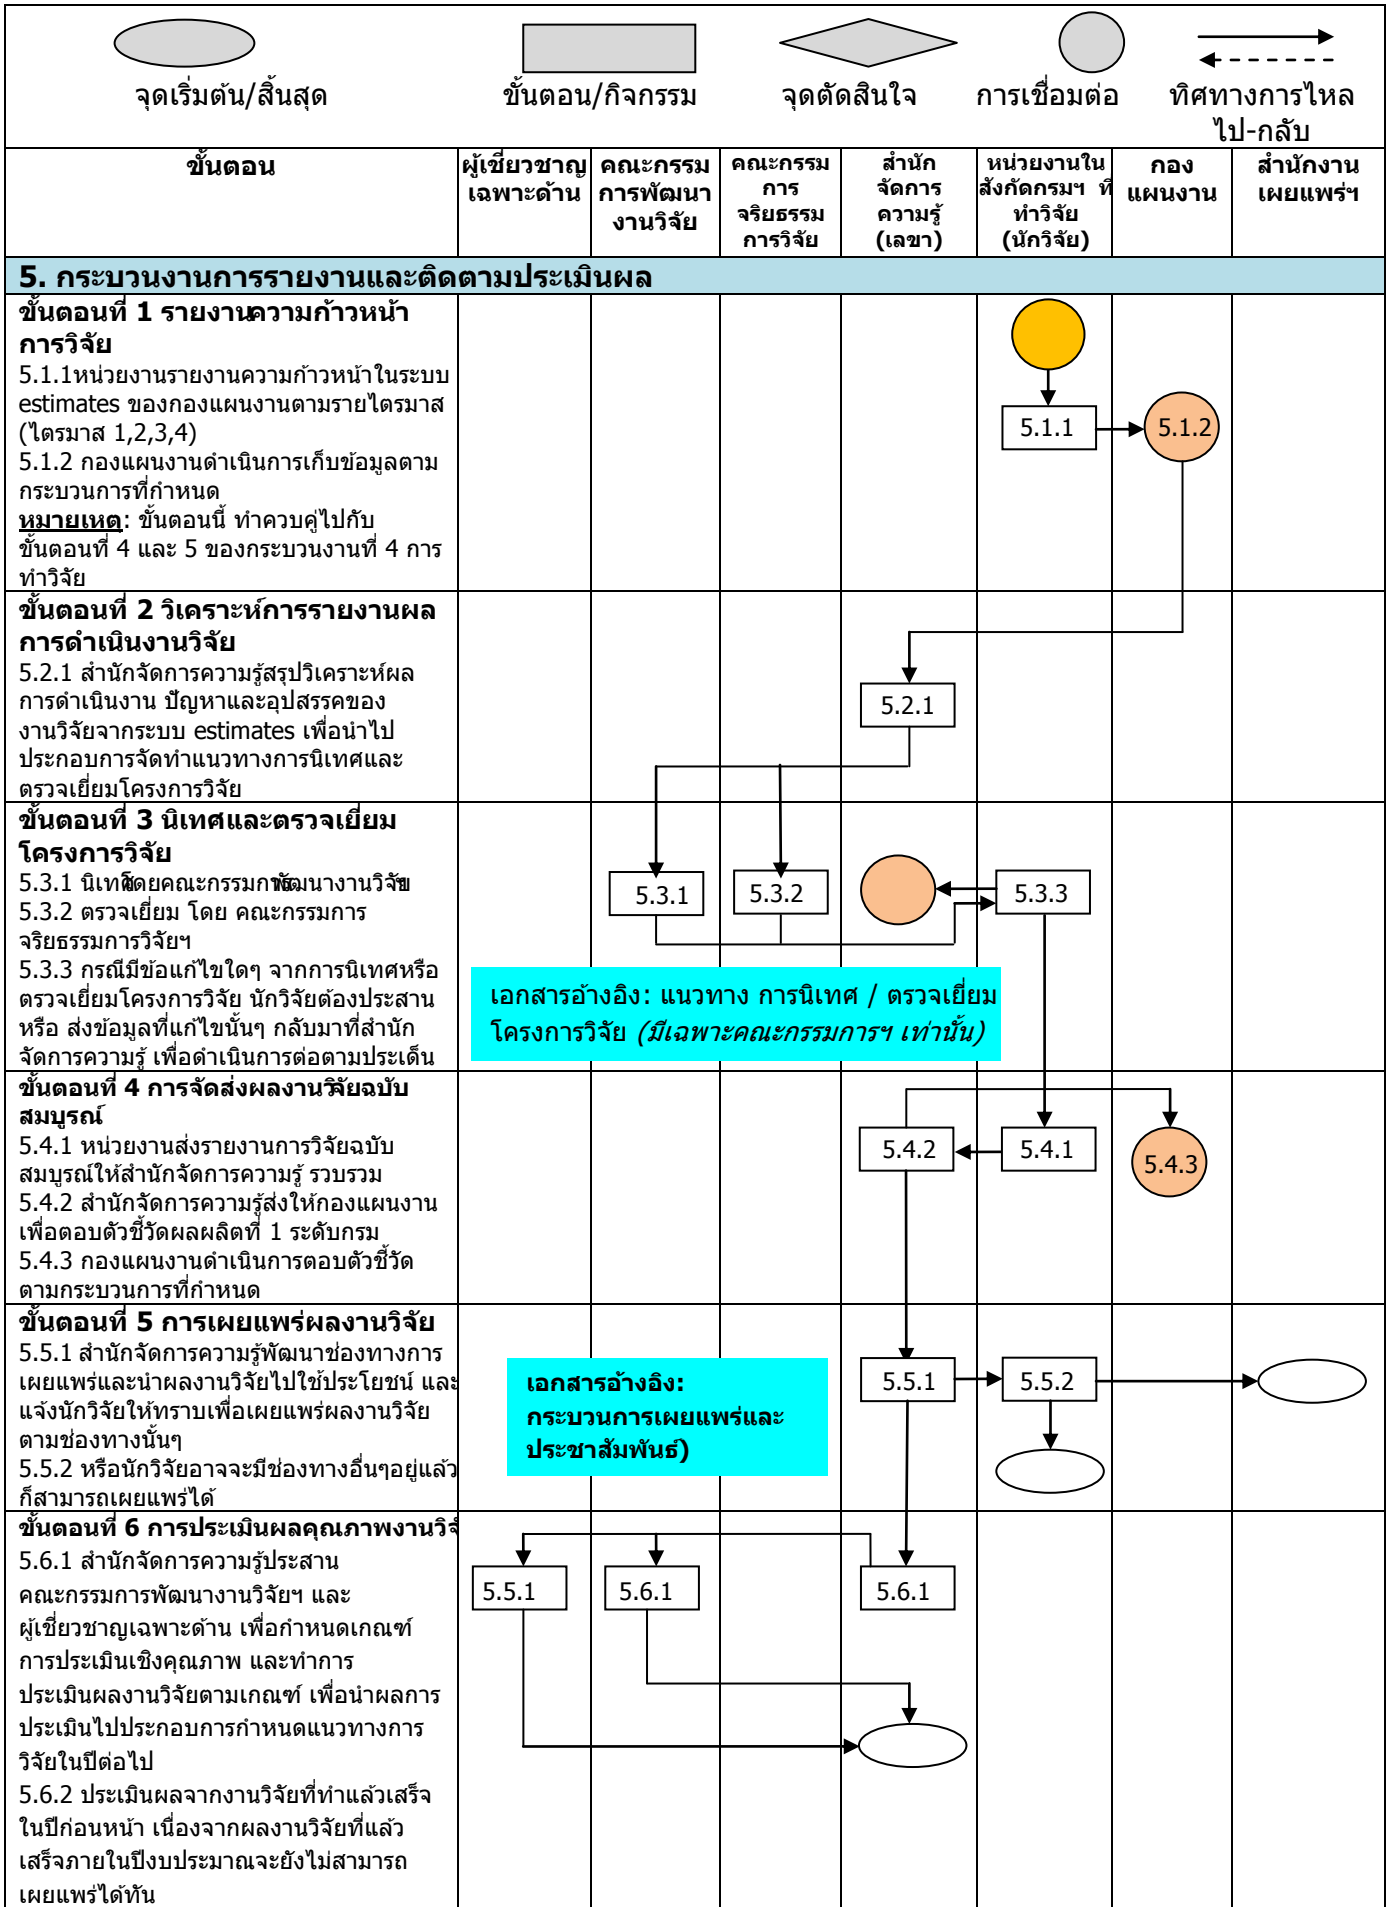 จุดเริ่มต้น/สิ้นสุด
ขั้นตอน/กิจกรรม
จุดตัดสินใจ
การเชื่อมต่อ
ทิศทางการไหล
ไป-กลับ
ขั้นตอน
ผู้เชี่ยวชาญ
เฉพาะด้าน
คณะกรรม
การพัฒนา
งานวิจัย
คณะกรรม
การ
จริยธรรม
การวิจัย
สำนัก
จัดการ
ความรู้
(เลขา)
หน่วยงานใน
สังกัดกรมฯ ที่
ทำวิจัย
(นักวิจัย)
กอง
แผนงาน
สำนักงาน
เผยแพร่ฯ
5. กระบวนงานการรายงานและติดตามประเมินผล
ขั้นตอนที่ 1 รายงานความก้าวหน้า
การวิจัย
5.1.1หน่วยงานรายงานความก้าวหน้าในระบบ
estimates ของกองแผนงานตามรายไตรมาส
(ไตรมาส 1,2,3,4)
5.1.2 กองแผนงานดำเนินการเก็บข้อมูลตาม
กระบวนการที่กำหนด
หมายเหตุ: ขั้นตอนนี้ ทำควบคู่ไปกับ
ขั้นตอนที่ 4 และ 5 ของกระบวนงานที่ 4 การ
ทำวิจัย
5.1.1
5.1.2
ขั้นตอนที่ 2 วิเคราะห์การรายงานผล
การดำเนินงานวิจัย
5.2.1 สำนักจัดการความรู้สรุปวิเคราะห์ผล
การดำเนินงาน ปัญหาและอุปสรรคของ
งานวิจัยจากระบบ estimates เพื่อนำไป
ประกอบการจัดทำแนวทางการนิเทศและ
ตรวจเยี่ยมโครงการวิจัย
5.2.1
ขั้นตอนที่ 3 นิเทศและตรวจเยี่ยม
โครงการวิจัย
5.3.1 นิเทศโดยคณะกรรมการพัฒนางานวิจัยฯ
5.3.2 ตรวจเยี่ยม โดย คณะกรรมการ
จริยธรรมการวิจัยฯ
5.3.3 กรณีมีข้อแก้ไขใดๆ จากการนิเทศหรือ
ตรวจเยี่ยมโครงการวิจัย นักวิจัยต้องประสาน
หรือ ส่งข้อมูลที่แก้ไขนั้นๆ กลับมาที่สำนัก
จัดการความรู้ เพื่อดำเนินการต่อตามประเด็น
5.3.1
5.3.2
5.3.3
เอกสารอ้างอิง: แนวทาง การนิเทศ / ตรวจเยี่ยม
โครงการวิจัย (มีเฉพาะคณะกรรมการฯ เท่านั้น)
ขั้นตอนที่ 4 การจัดส่งผลงานวิจัยฉบับ
สมบูรณ์
5.4.1 หน่วยงานส่งรายงานการวิจัยฉบับ
สมบูรณ์ให้สำนักจัดการความรู้ รวบรวม
5.4.2 สำนักจัดการความรู้ส่งให้กองแผนงาน
เพื่อตอบตัวชี้วัดผลผลิตที่ 1 ระดับกรม
5.4.3 กองแผนงานดำเนินการตอบตัวชี้วัด
ตามกระบวนการที่กำหนด
5.4.2
5.4.1
5.4.3
ขั้นตอนที่ 5 การเผยแพร่ผลงานวิจัย
5.5.1 สำนักจัดการความรู้พัฒนาช่องทางการ
เผยแพร่และนำผลงานวิจัยไปใช้ประโยชน์ และ
แจ้งนักวิจัยให้ทราบเพื่อเผยแพร่ผลงานวิจัย
ตามช่องทางนั้นๆ
5.5.2 หรือนักวิจัยอาจจะมีช่องทางอื่นๆอยู่แล้ว
ก็สามารถเผยแพร่ได้
เอกสารอ้างอิง:
กระบวนการเผยแพร่และ
ประชาสัมพันธ์)
5.5.1
5.5.2
ขั้นตอนที่ 6 การประเมินผลคุณภาพงานวิจั
5.6.1 สำนักจัดการความรู้ประสาน
คณะกรรมการพัฒนางานวิจัยฯ และ
ผู้เชี่ยวชาญเฉพาะด้าน เพื่อกำหนดเกณฑ์
การประเมินเชิงคุณภาพ และทำการ
ประเมินผลงานวิจัยตามเกณฑ์ เพื่อนำผลการ
ประเมินไปประกอบการกำหนดแนวทางการ
วิจัยในปีต่อไป
5.6.2 ประเมินผลจากงานวิจัยที่ทำแล้วเสร็จ
ในปีก่อนหน้า เนื่องจากผลงานวิจัยที่แล้ว
เสร็จภายในปีงบประมาณจะยังไม่สามารถ
เผยแพร่ได้ทัน
5.5.1
5.6.1
5.6.1